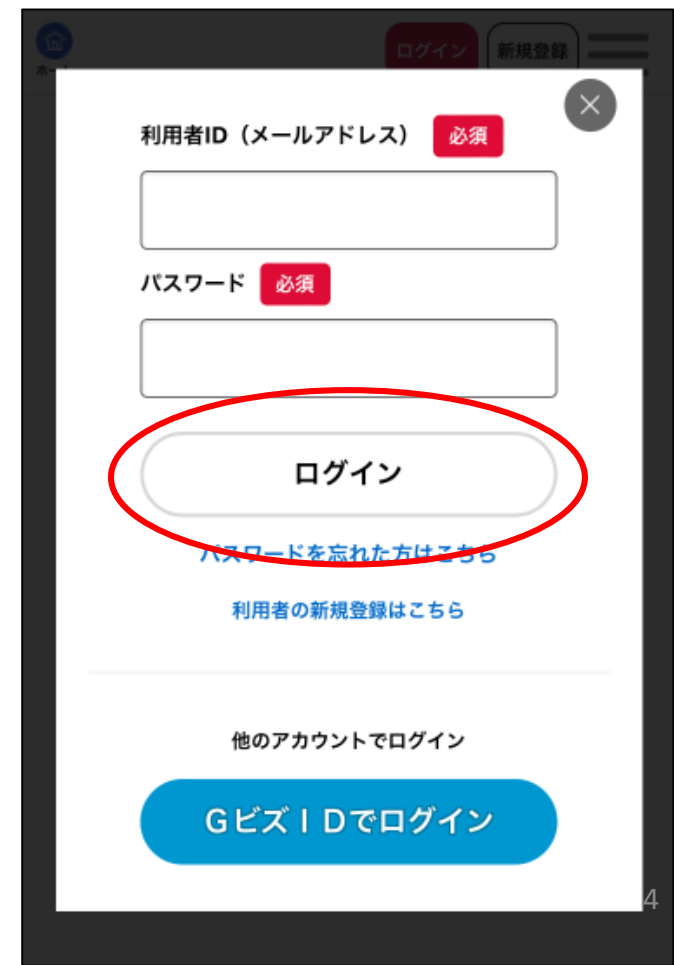 ログイン 新規登録
利用者ID（メールアドレス） 必須
パスワード 必須
ログイン
パスワードを忘れた方はこちら
利用者の新規登録はこちら
他のアカウントでログイン
ＧビズＩＤでログイン
4